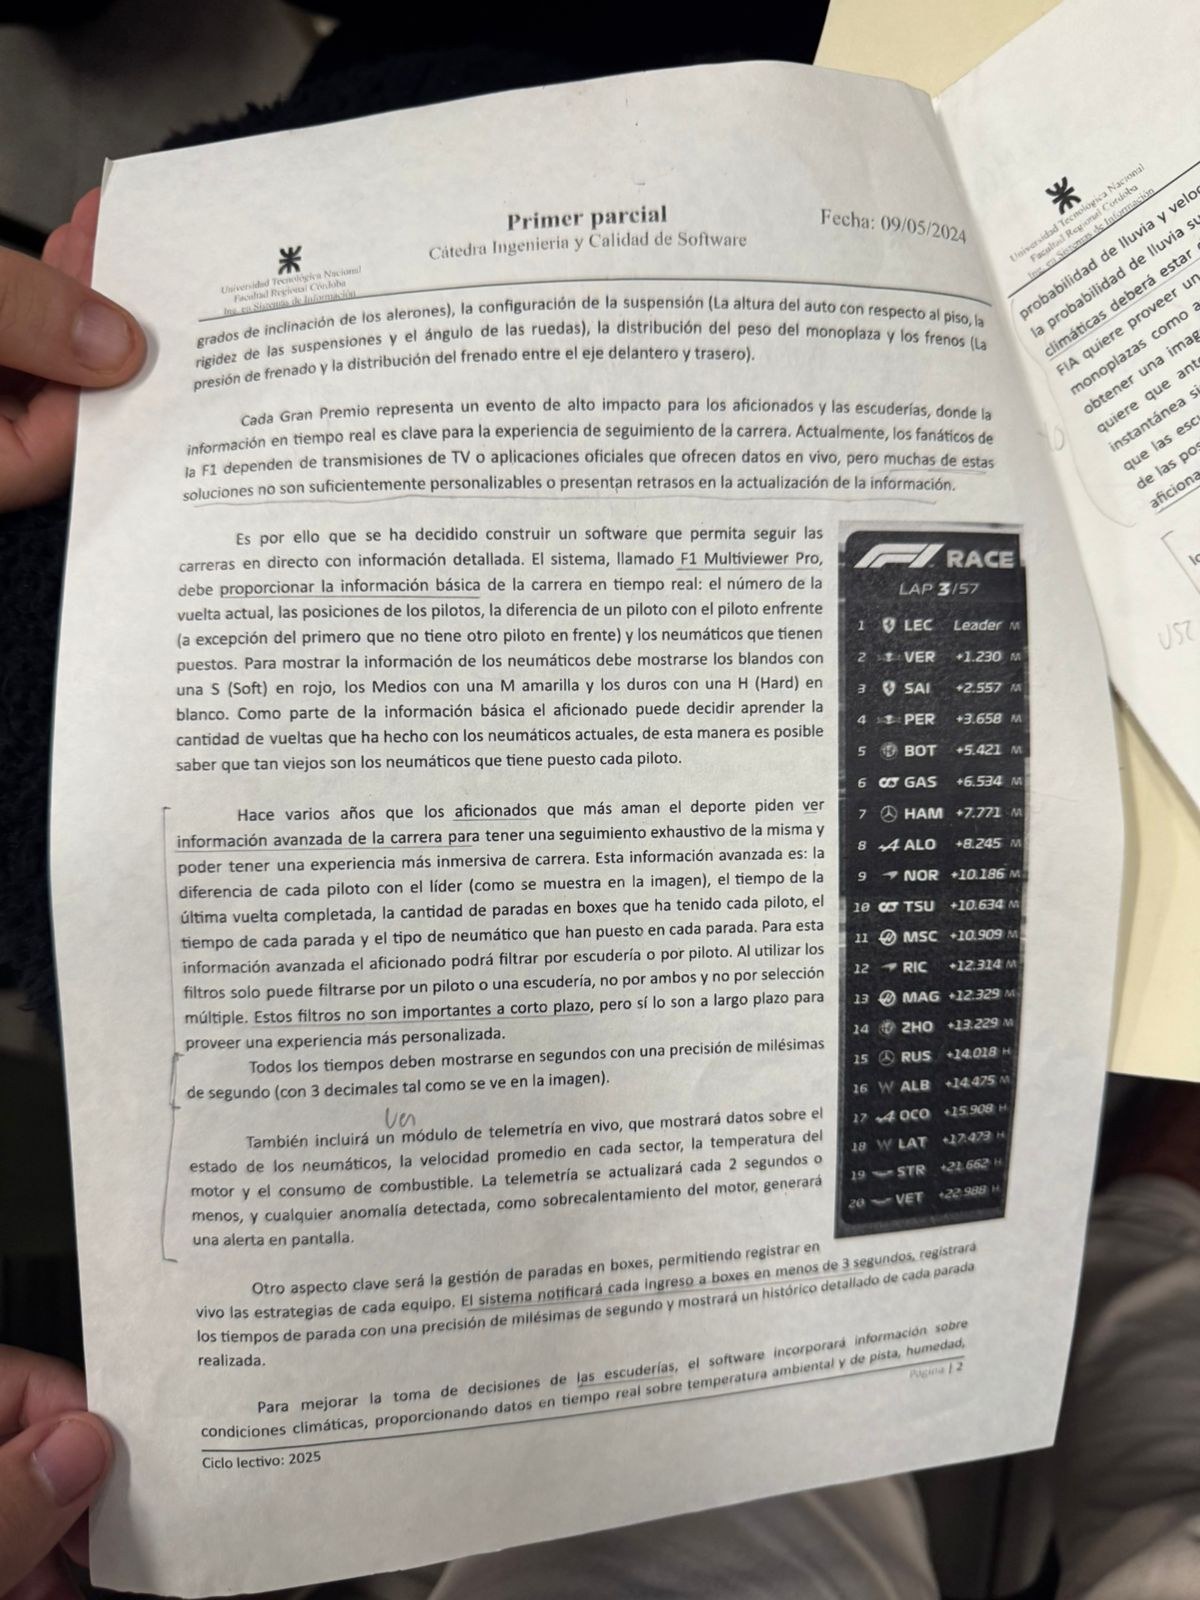 Primer parcial
Cátedra Ingenieria y Calidad de Software
Fecha: 09/05/2024
Universidad Tecnológica Nacional
Facultad Regional Córdoba
Ing. en Sistemas de Información
grados de inclinación de los alerones), la configuración de la suspensión (La altura del auto con respecto al piso, la
rigidez de las suspensiones y el ángulo de las ruedas), la distribución del peso del monoplaza y los frenos (La
presión de frenado y la distribución del frenado entre el eje delantero y trasero).
Cada Gran Premio representa un evento de alto impacto para los aficionados y las escuderías, donde la
información en tiempo real es clave para la experiencia de seguimiento de la carrera. Actualmente, los fanáticos de
la F1 dependen de transmisiones de TV o aplicaciones oficiales que ofrecen datos en vivo, pero muchas de estas
soluciones no son suficientemente personalizables o presentan retrasos en la actualización de la información.
Es por ello que se ha decidido construir un software que permita seguir las
carreras en directo con información detallada. El sistema, llamado F1 Multiviewer Pro,
debe proporcionar la información básica de la carrera en tiempo real: el número de la
vuelta actual, las posiciones de los pilotos, la diferencia de un piloto con el piloto enfrente
(a excepción del primero que no tiene otro piloto en frente) y los neumáticos que tienen
puestos. Para mostrar la información de los neumáticos debe mostrarse los blandos con
una S (Soft) en rojo, los Medios con una M amarilla y los duros con una H (Hard) en
blanco. Como parte de la información básica el aficionado puede decidir aprender la
cantidad de vueltas que ha hecho con los neumáticos actuales, de esta manera es posible
saber que tan viejos son los neumáticos que tiene puesto cada piloto.
Hace varios años que los aficionados que más aman el deporte piden ver
información avanzada de la carrera para tener una seguimiento exhaustivo de la misma y
poder tener una experiencia más inmersiva de carrera. Esta información avanzada es: la
diferencia de cada piloto con el líder (como se muestra en la imagen), el tiempo de la
última vuelta completada, la cantidad de paradas en boxes que ha tenido cada piloto, el
tiempo de cada parada y el tipo de neumático que han puesto en cada parada. Para esta
información avanzada el aficionado podrá filtrar por escudería o por piloto. Al utilizar los
filtros solo puede filtrarse por un piloto o una escudería, no por ambos y no por selección
múltiple. Estos filtros no son importantes a corto plazo, pero sí lo son a largo plazo para
proveer una experiencia más personalizada.
Todos los tiempos deben mostrarse en segundos con una precisión de milésimas
de segundo (con 3 decimales tal como se ve en la imagen).
Ver
También incluirá un módulo de telemetría en vivo, que mostrará datos sobre el
estado de los neumáticos, la velocidad promedio en cada sector, la temperatura del
motor y el consumo de combustible. La telemetría se actualizará cada 2 segundos o
menos, y cualquier anomalía detectada, como sobrecalentamiento del motor, generará
una alerta en pantalla.
Otro aspecto clave será la gestión de paradas en boxes, permitiendo registrar en
vivo las estrategias de cada equipo. El sistema notificará cada ingreso a boxes en menos de 3 segundos, registrará
los tiempos de parada con una precisión de milésimas de segundo y mostrará un histórico detallado de cada parada
realizada.
Para mejorar la toma de decisiones de las escuderías, el software incorporará información sobre
condiciones climáticas, proporcionando datos en tiempo real sobre temperatura ambiental y de pista, humedad,
Página | 2
Ciclo lectivo: 2025
F1 RACE
LAP 3/57
1 LEC Leader M
2 VER +1.230 M
3 SAI +2.557 M
4 PER +3.658 M
5 BOT +5.421 M
6 GAS +6.534 M
7 HAM +7.771 M
8 ALO +8.245 M
9 NOR +10.186 M
10 TSU +10.634 M
11 MSC +10.909 M
12 RIC +12.314 M
13 MAG +12.329 M
14 ZHO +13.229 M
15 RUS +14.018 H
16 W ALB +14.475 M
17 OCO +15.908 H
18 W LAT +17.473 H
19 STR +21.662 H
20 VET +22.988 H
Universidad Tecnológica Nacional
Facultad Regional Córdoba
Ing. en Sistemas de Información
probabilidad de lluvia y veloc
la probabilidad de lluvia su
climáticas deberá estar
FIA quiere proveer un
monoplazas como a
obtener una imag
quiere que ante
instantánea si
que las esc
de las pos
aficiona